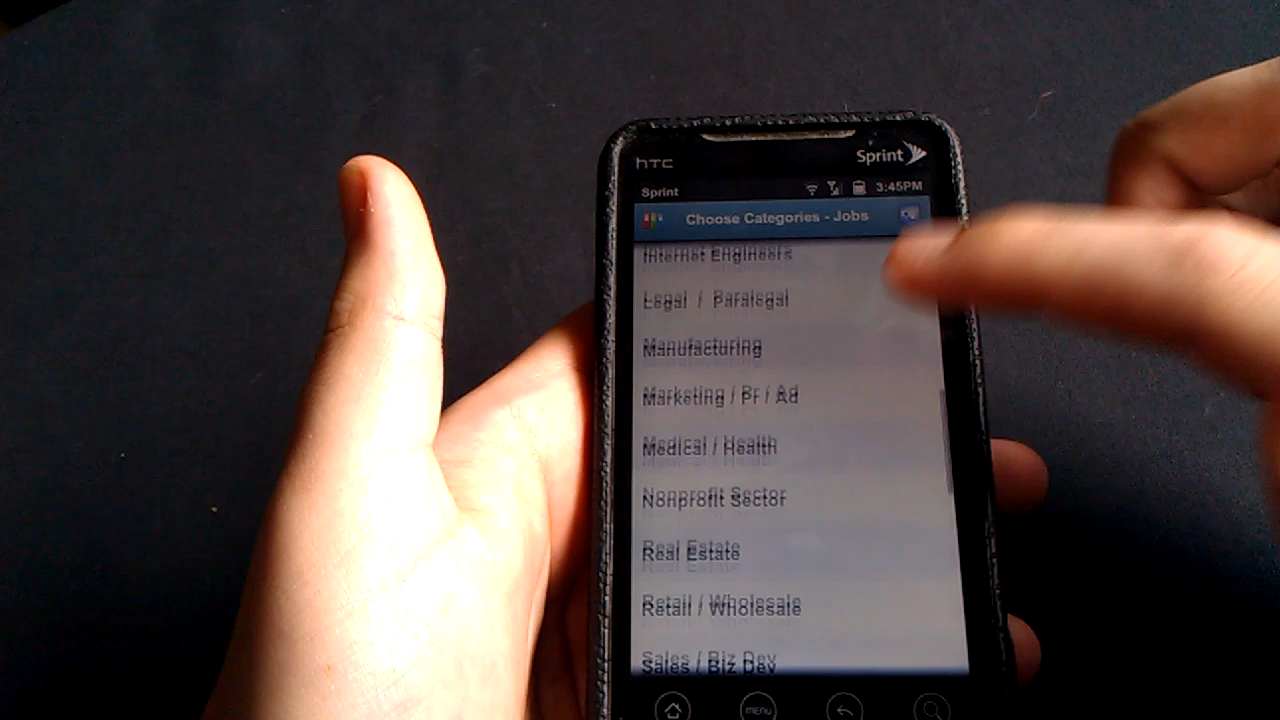 hTC
Sprint
Sprint 3:45PM
Choose Categories - Jobs
Internet Engineers
Legal / Paralegal
Manufacturing
Marketing / Pr / Ad
Medical / Health
Nonprofit Sector
Real Estate
Retail / Wholesale
Sales / Biz Dev
MENU